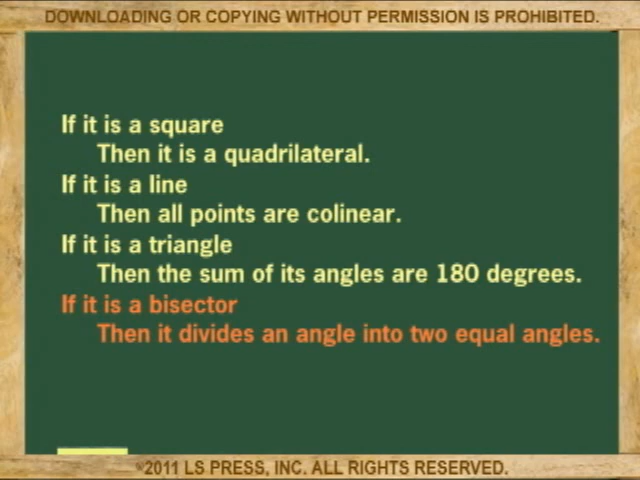 DOWNLOADING OR COPYING WITHOUT PERMISSION IS PROHIBITED.
If it is a square
Then it is a quadrilateral.
If it is a line
Then all points are colinear.
If it is a triangle
Then the sum of its angles are 180 degrees.
If it is a bisector
Then it divides an angle into two equal angles.
©2011 LS PRESS, INC. ALL RIGHTS RESERVED.